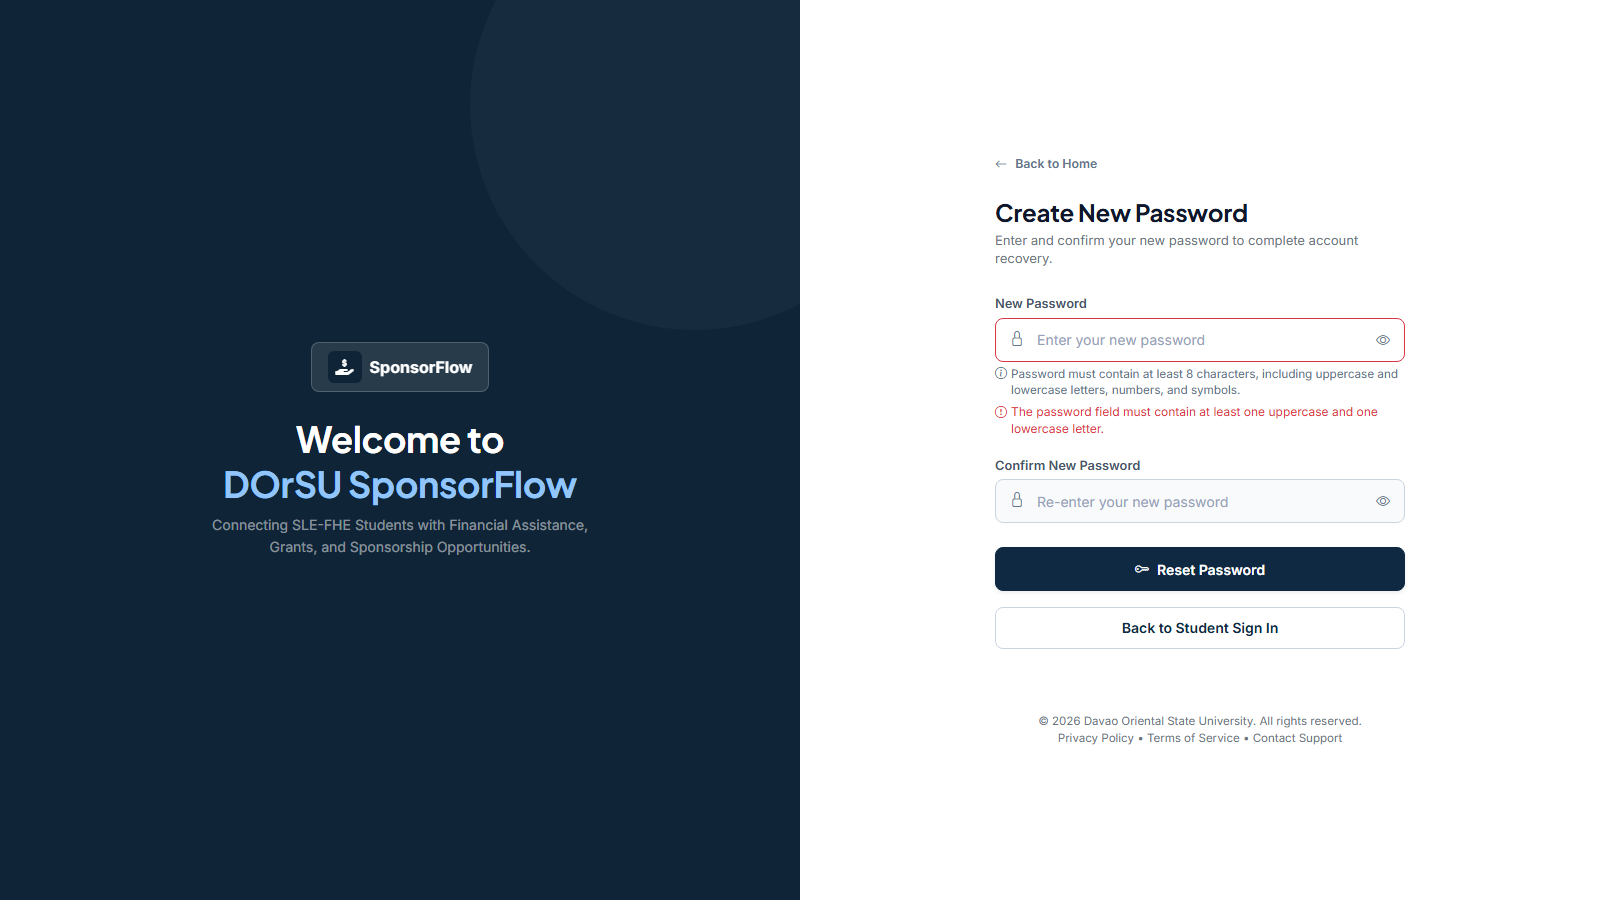 SponsorFlow
Welcome to
DOrSU SponsorFlow
Connecting SLE-FHE Students with Financial Assistance,
Grants, and Sponsorship Opportunities.
Back to Home
Create New Password
Enter and confirm your new password to complete account
recovery.
New Password
Enter your new password
Password must contain at least 8 characters, including uppercase and
lowercase letters, numbers, and symbols.
The password field must contain at least one uppercase and one
lowercase letter.
Confirm New Password
Re-enter your new password
Reset Password
Back to Student Sign In
© 2026 Davao Oriental State University. All rights reserved.
Privacy Policy • Terms of Service • Contact Support